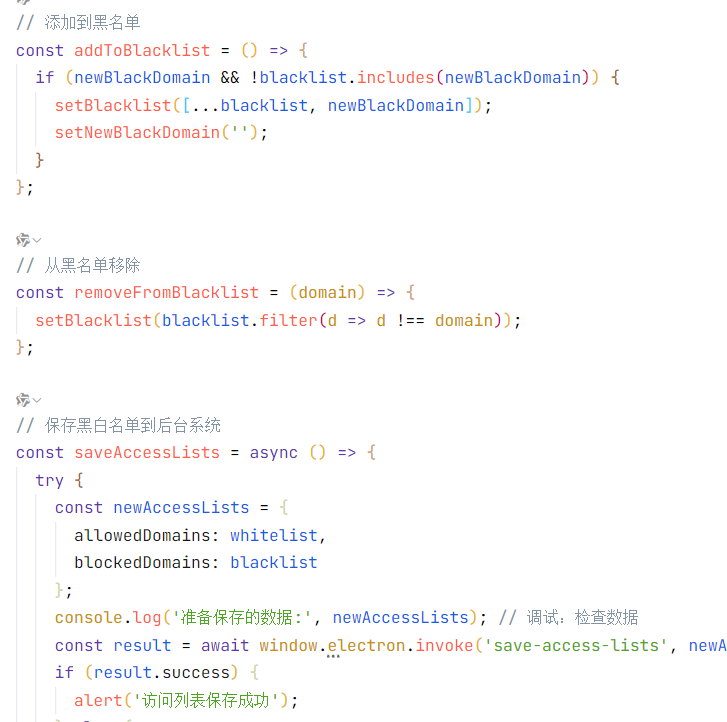 // 添加到黑名单
const addToBlacklist = () => {
if (newBlackDomain && !blacklist.includes(newBlackDomain)) {
setBlacklist([...blacklist, newBlackDomain]);
setNewBlackDomain('');
}
};
// 从黑名单移除
const removeFromBlacklist = (domain) => {
setBlacklist(blacklist.filter(d => d !== domain));
};
// 保存黑白名单到后台系统
const saveAccessLists = async () => {
try {
const newAccessLists = {
allowedDomains: whitelist,
blockedDomains: blacklist
};
console.log('准备保存的数据:', newAccessLists); // 调试: 检查数据
const result = await window.electron.invoke('save-access-lists', newA
if (result.success) {
alert('访问列表保存成功');